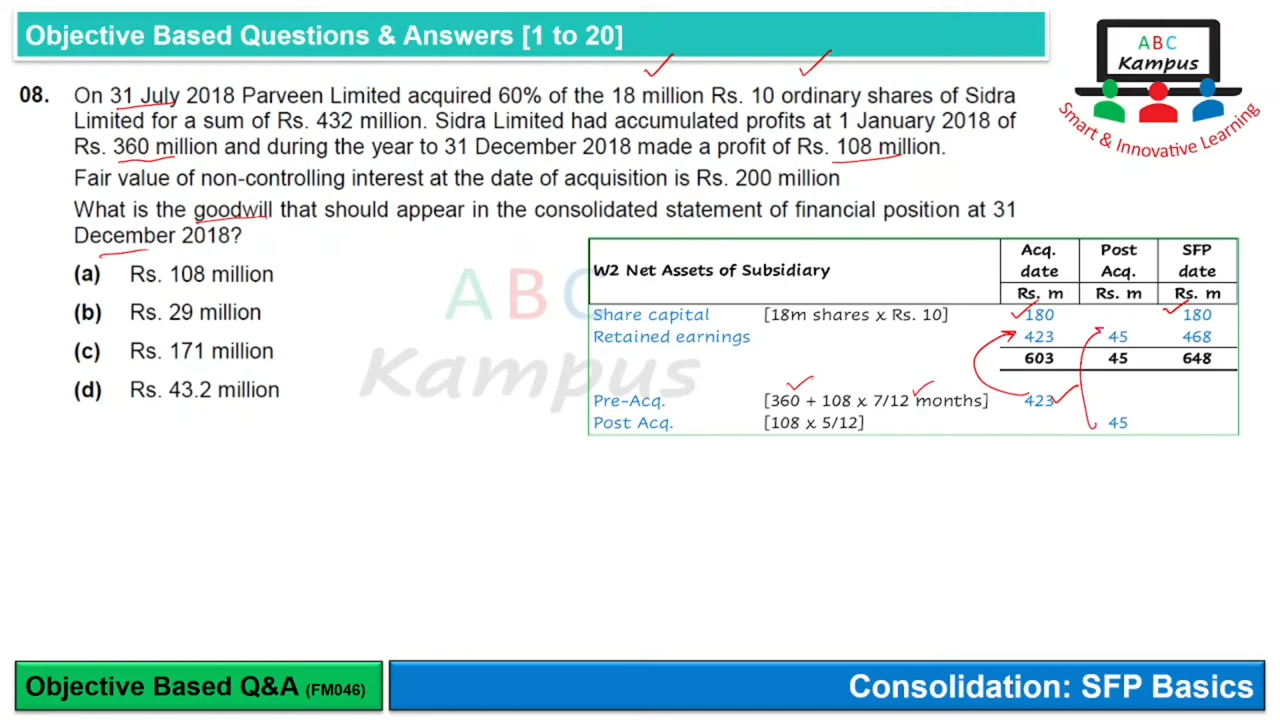 Objective Based Questions & Answers [1 to 20]
ABC
Kampus
Smart & Innovative Learning
08. On 31 July 2018 Parveen Limited acquired 60% of the 18 million Rs. 10 ordinary shares of Sidra
Limited for a sum of Rs. 432 million. Sidra Limited had accumulated profits at 1 January 2018 of
Rs. 360 million and during the year to 31 December 2018 made a profit of Rs. 108 million.
Fair value of non-controlling interest at the date of acquisition is Rs. 200 million
What is the goodwill that should appear in the consolidated statement of financial position at 31
December 2018?
(a) Rs. 108 million
(b) Rs. 29 million
(c) Rs. 171 million
(d) Rs. 43.2 million
ABC
Kampus
W2 Net Assets of Subsidiary Acq. date Post Acq. SFP date
Rs. m Rs. m Rs. m
Share capital [18m shares x Rs. 10] 180 180
Retained earnings 423 45 468
603 45 648
Pre-Acq. [360 + 108 x 7/12 months] 423
Post Acq. [108 x 5/12] 45
Objective Based Q&A (FM046)
Consolidation: SFP Basics